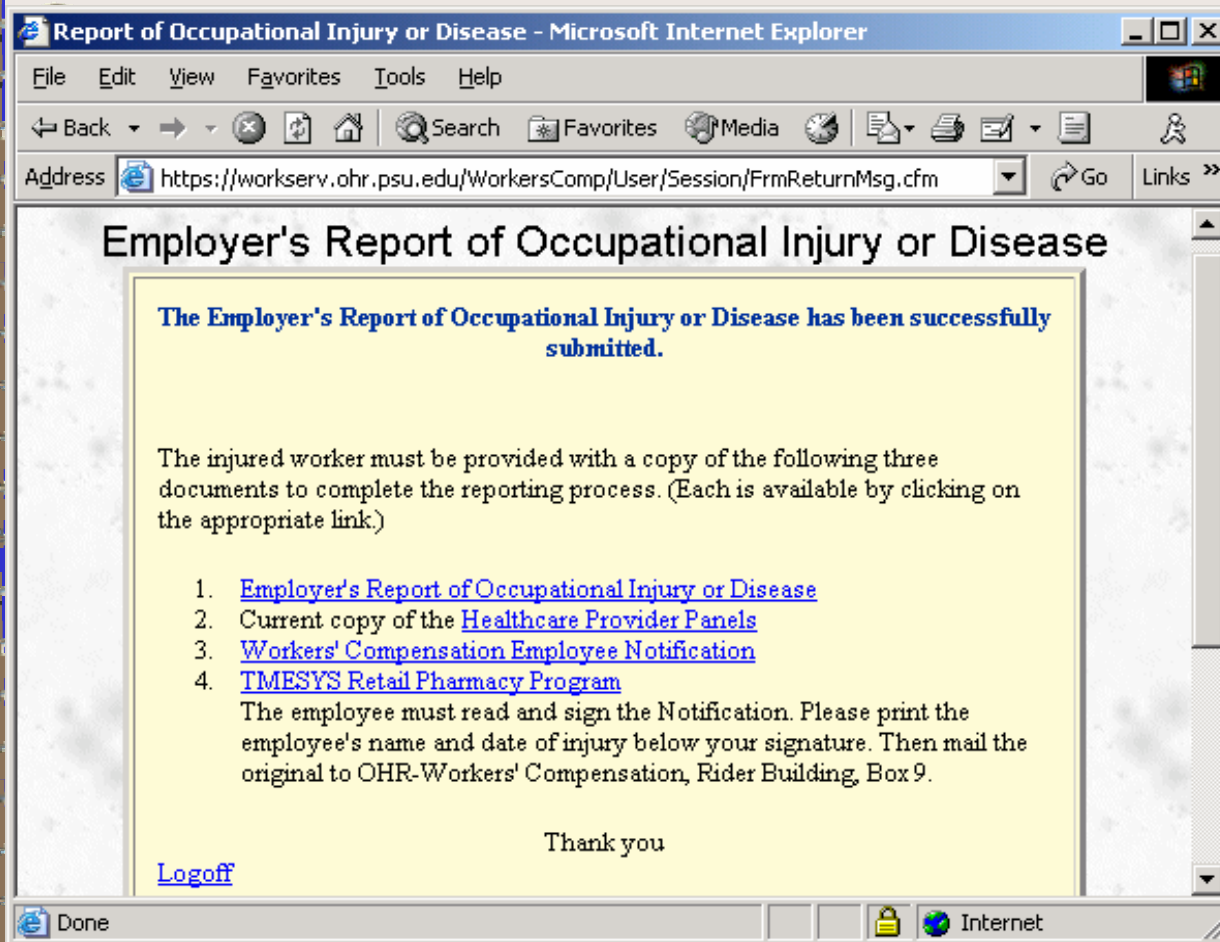 Report of Occupational Injury or Disease - Microsoft Internet Explorer
File Edit View Favorites Tools Help
Back Search Favorites Media
Address https://workserv.ohr.psu.edu/WorkersComp/User/Session/FrmReturnMsg.cfm Go Links »
Employer's Report of Occupational Injury or Disease
The Employer's Report of Occupational Injury or Disease has been successfully
submitted.
The injured worker must be provided with a copy of the following three
documents to complete the reporting process. (Each is available by clicking on
the appropriate link.)
1. Employer's Report of Occupational Injury or Disease
2. Current copy of the Healthcare Provider Panels
3. Workers' Compensation Employee Notification
4. TMESYS Retail Pharmacy Program
The employee must read and sign the Notification. Please print the
employee's name and date of injury below your signature. Then mail the
original to OHR-Workers' Compensation, Rider Building, Box 9.
Thank you
Logoff
Done Internet